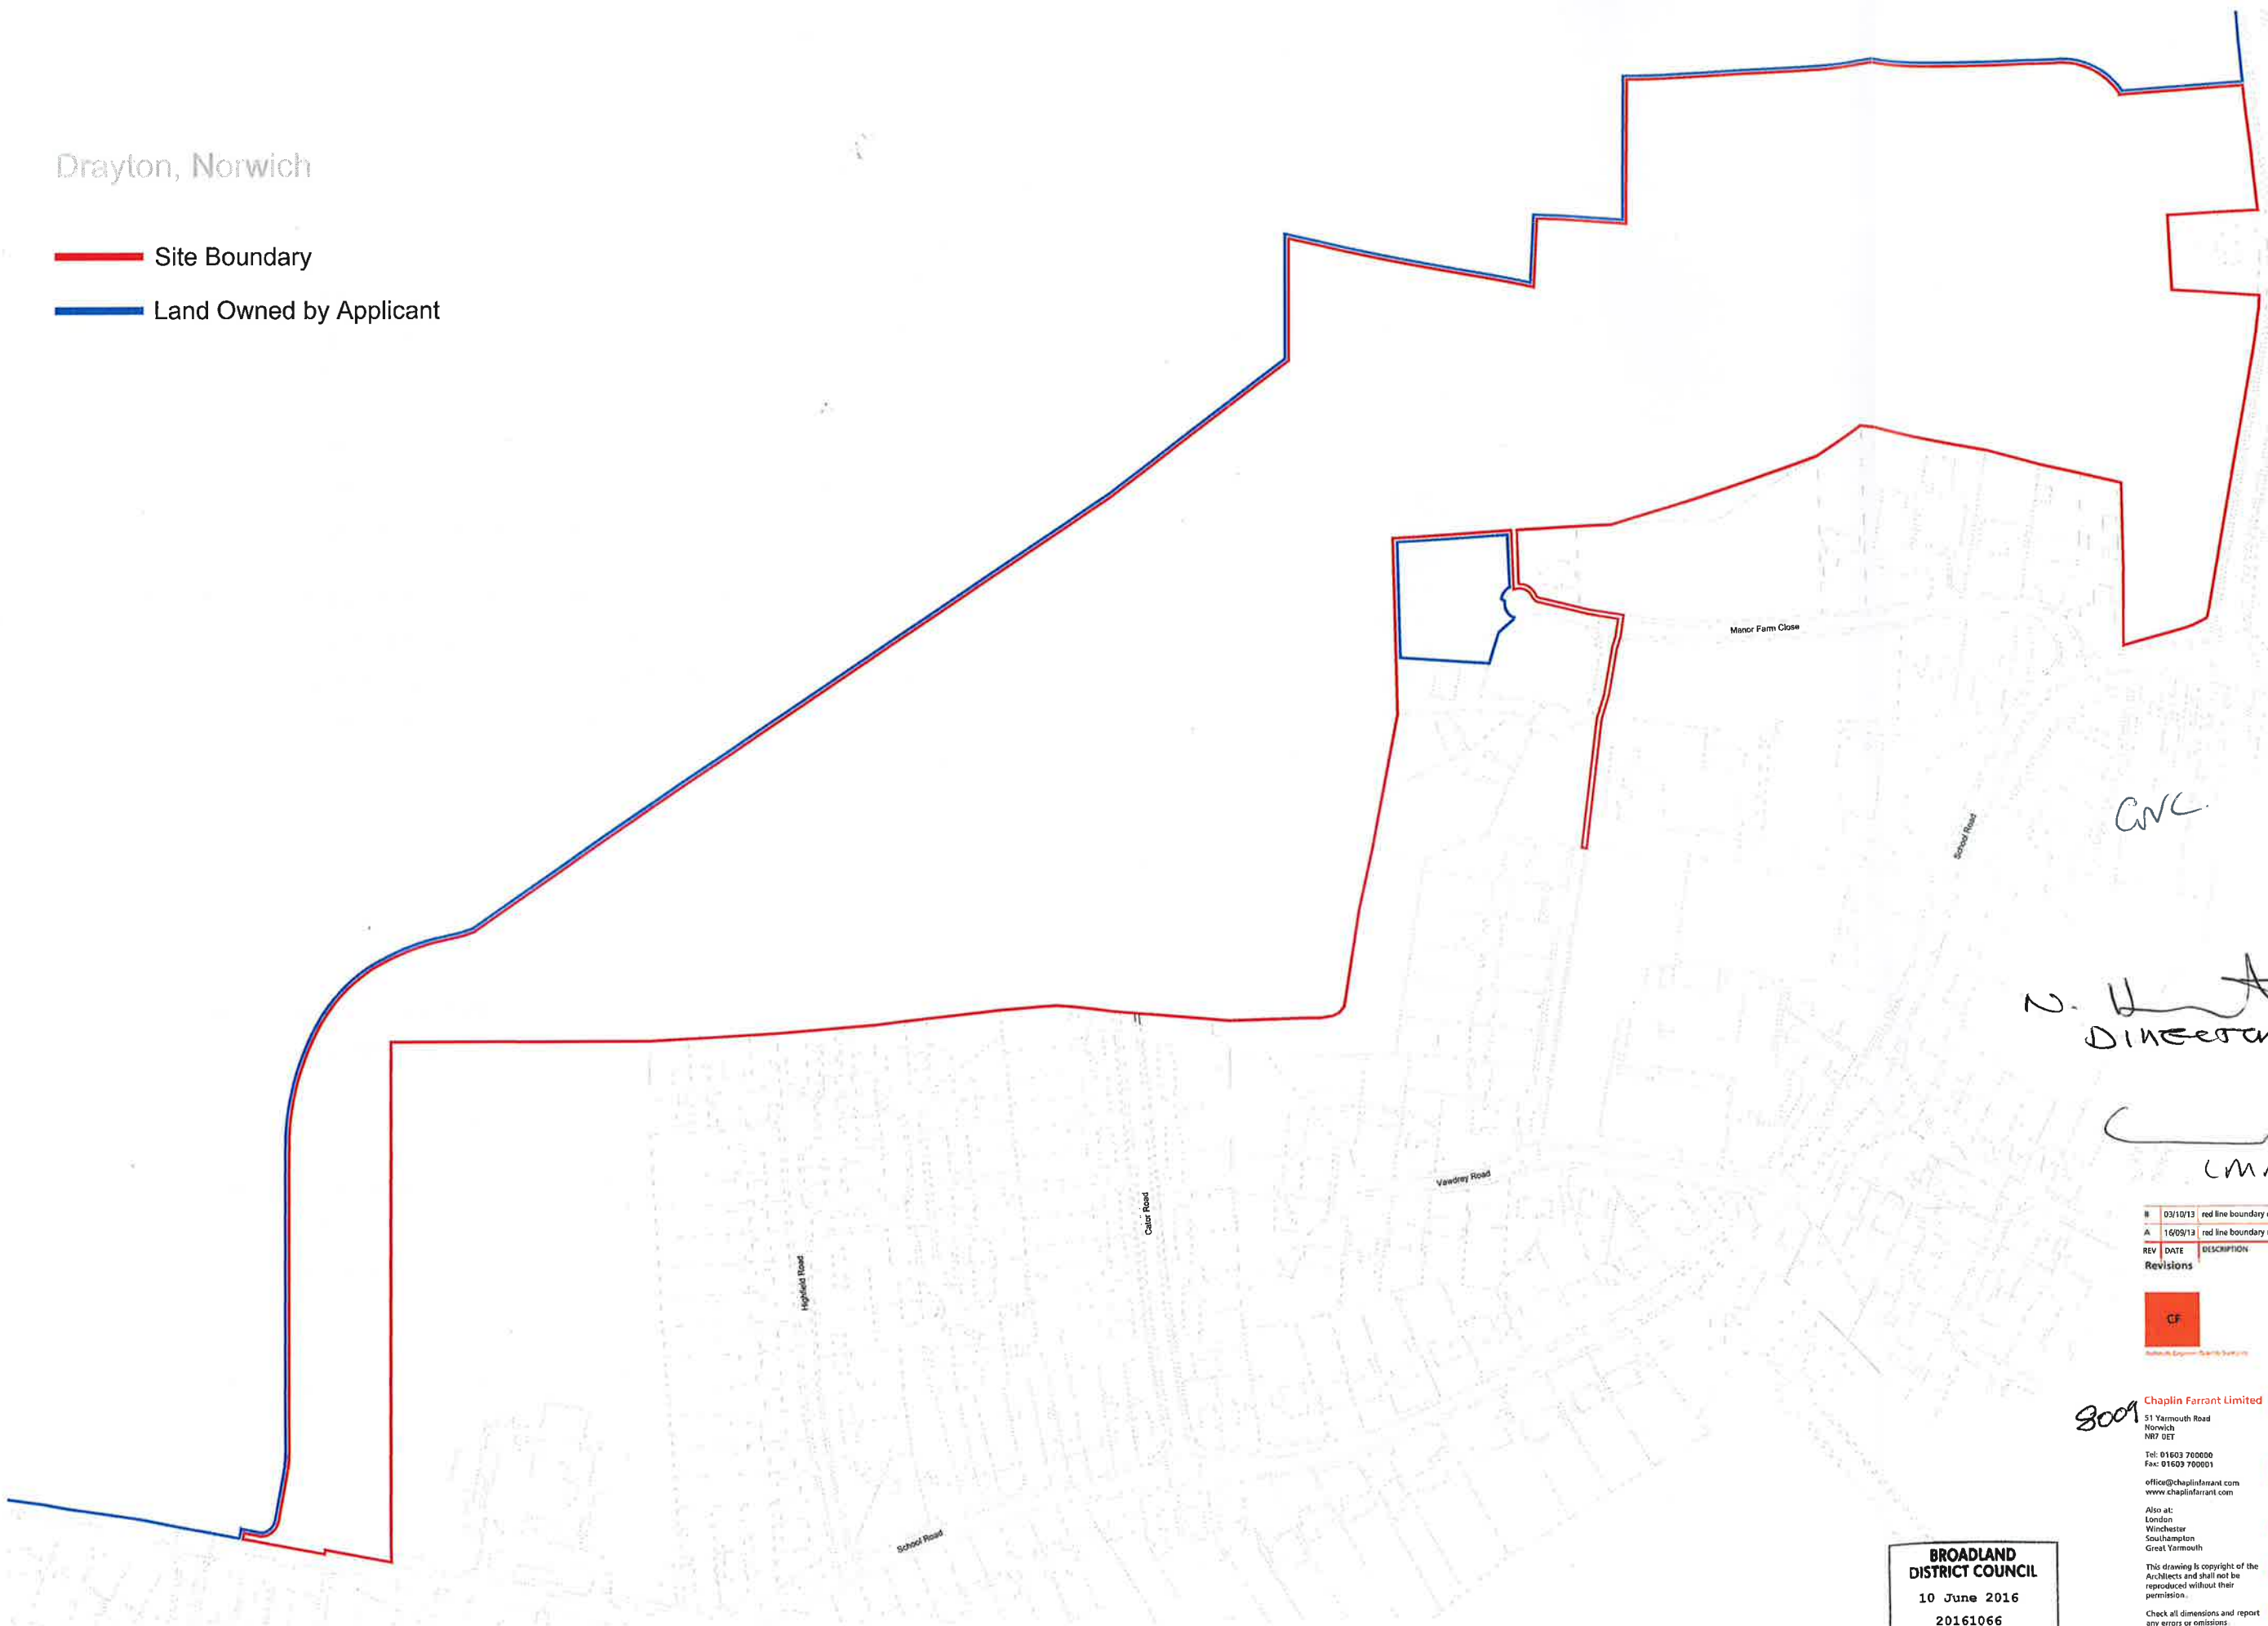 Drayton, Norwich
Site Boundary
Land Owned by Applicant
Manor Farm Close
School Road
Vawdrey Road
Cator Road
Highfield Road
School Road
N.
DIRECTOR
B 03/10/13 red line boundary
A 16/09/13 red line boundary
REV DATE DESCRIPTION
Revisions
CF
8009
Chaplin Farrant Limited
51 Yarmouth Road
Norwich
NR7 0ET
Tel: 01603 700000
Fax: 01603 700001
office@chaplinfarrant.com
www.chaplinfarrant.com
Also at:
London
Winchester
Southampton
Great Yarmouth
This drawing is copyright of the
Architects and shall not be
reproduced without their
permission.
Check all dimensions and report
any errors or omissions.
BROADLAND
DISTRICT COUNCIL
10 June 2016
20161066